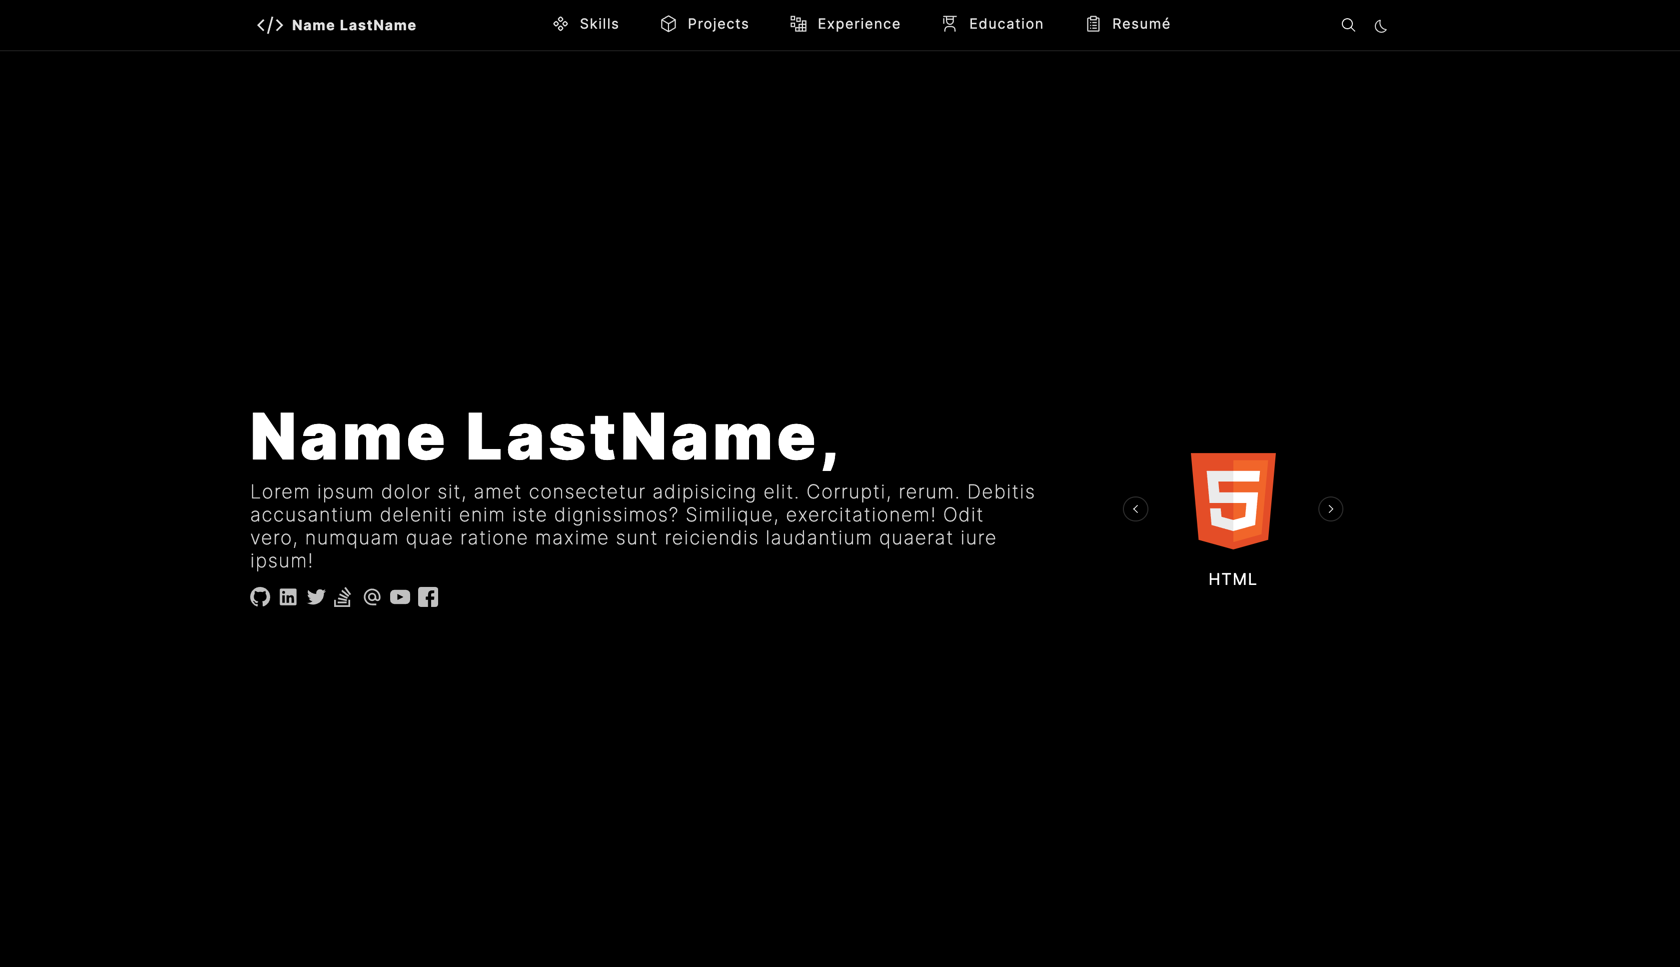 Name LastName
Skills
Projects
Experience
Education
Resumé
Name LastName,
Lorem ipsum dolor sit, amet consectetur adipisicing elit. Corrupti, rerum. Debitis
accusantium deleniti enim iste dignissimos? Similique, exercitationem! Odit
vero, numquam quae ratione maxime sunt reiciendis laudantium quaerat iure
ipsum!
HTML